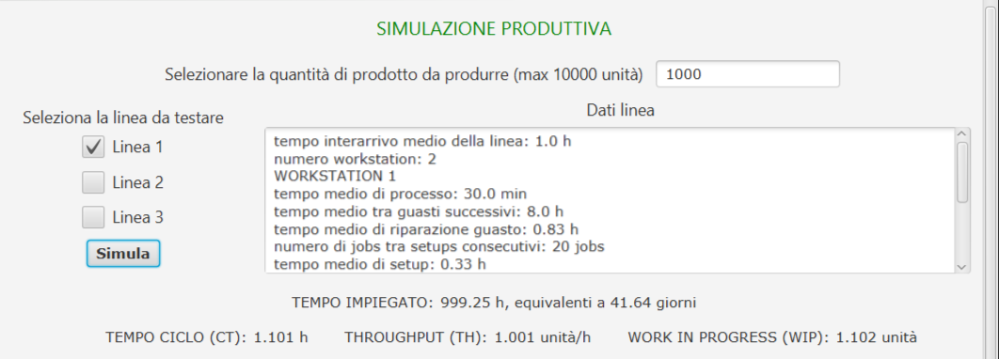 SIMULAZIONE PRODUTTIVA
Selezionare la quantità di prodotto da produrre (max 10000 unità) 1000
Seleziona la linea da testare
Linea 1
Linea 2
Linea 3
Simula
Dati linea
tempo interarrivo medio della linea: 1.0 h
numero workstation: 2
WORKSTATION 1
tempo medio di processo: 30.0 min
tempo medio tra guasti successivi: 8.0 h
tempo medio di riparazione guasto: 0.83 h
numero di jobs tra setups consecutivi: 20 jobs
tempo medio di setup: 0.33 h
TEMPO IMPIEGATO: 999.25 h, equivalenti a 41.64 giorni
TEMPO CICLO (CT): 1.101 h THROUGHPUT (TH): 1.001 unità/h WORK IN PROGRESS (WIP): 1.102 unità